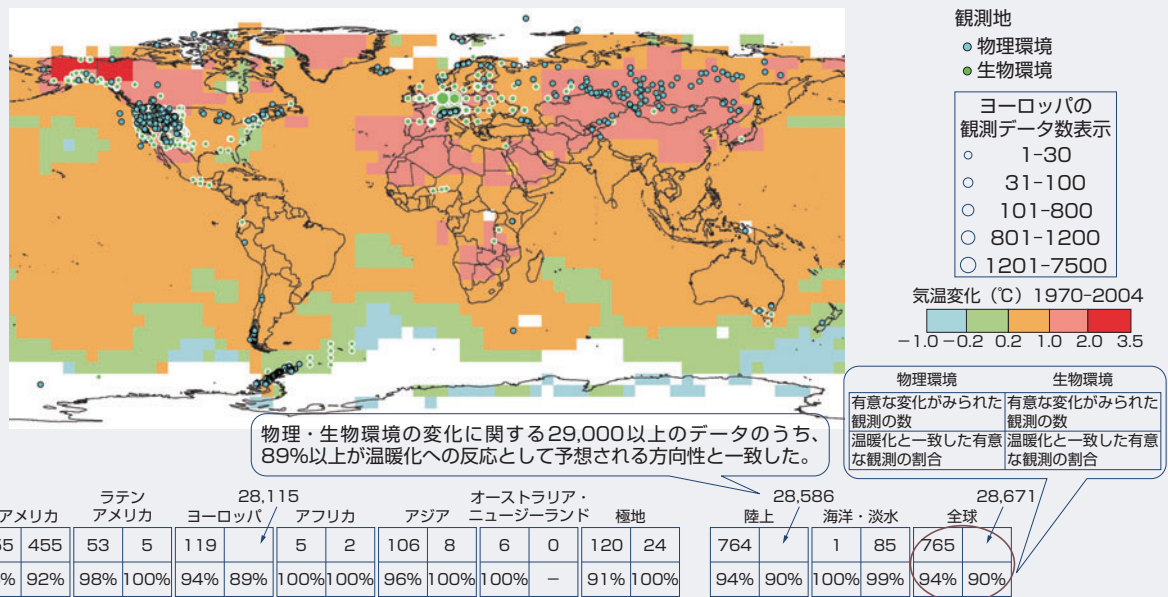 観測地
物理環境
生物環境
ヨーロッパの
観測データ数表示
1-30
31-100
101-800
801-1200
1201-7500
気温変化（℃）1970-2004
−1.0 −0.2 0.2 1.0 2.0 3.5
物理環境 生物環境
有意な変化がみられた 有意な変化がみられた
観測の数 観測の数
温暖化と一致した有意 温暖化と一致した有意
な観測の割合 な観測の割合
物理・生物環境の変化に関する29,000以上のデータのうち、
89%以上が温暖化への反応として予想される方向性と一致した。
ラテン 28,115 オーストラリア・ 28,586 28,671
アメリカ アメリカ ヨーロッパ アフリカ アジア ニュージーランド 極地 陸上 海洋・淡水 全球
55 455 53 5 119 5 2 106 8 6 0 120 24 764 1 85 765
% 92% 98% 100% 94% 89% 100% 100% 96% 100% 100% − 91% 100% 94% 90% 100% 99% 94% 90%